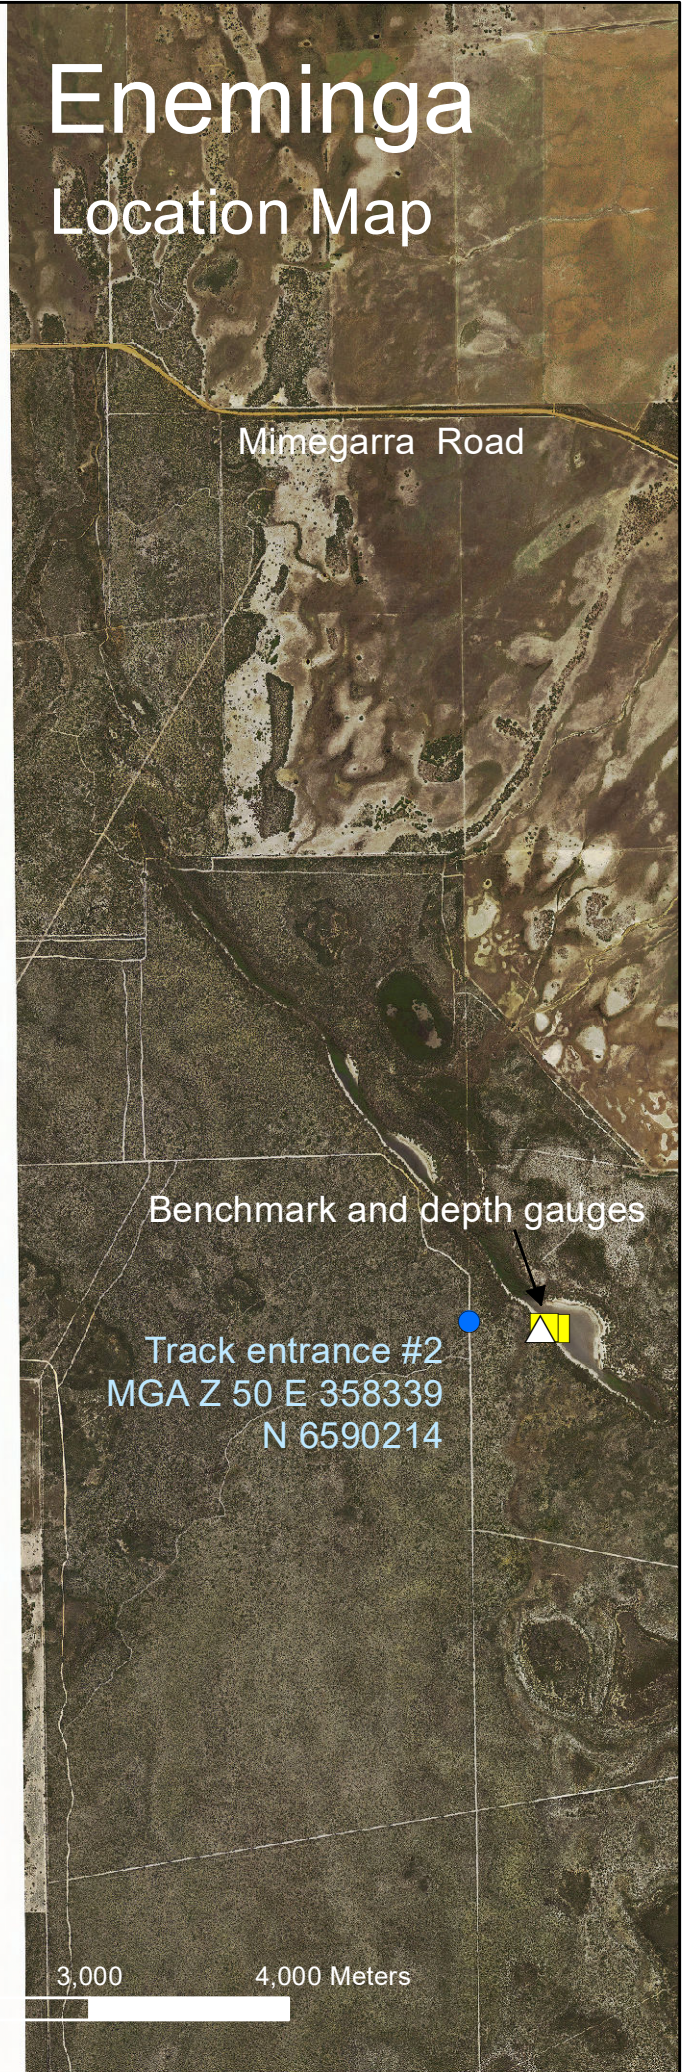 Eneminga
Location Map
Mimegarra Road
Benchmark and depth gauges
Track entrance #2
MGA Z 50 E 358339
N 6590214
3,000 4,000 Meters